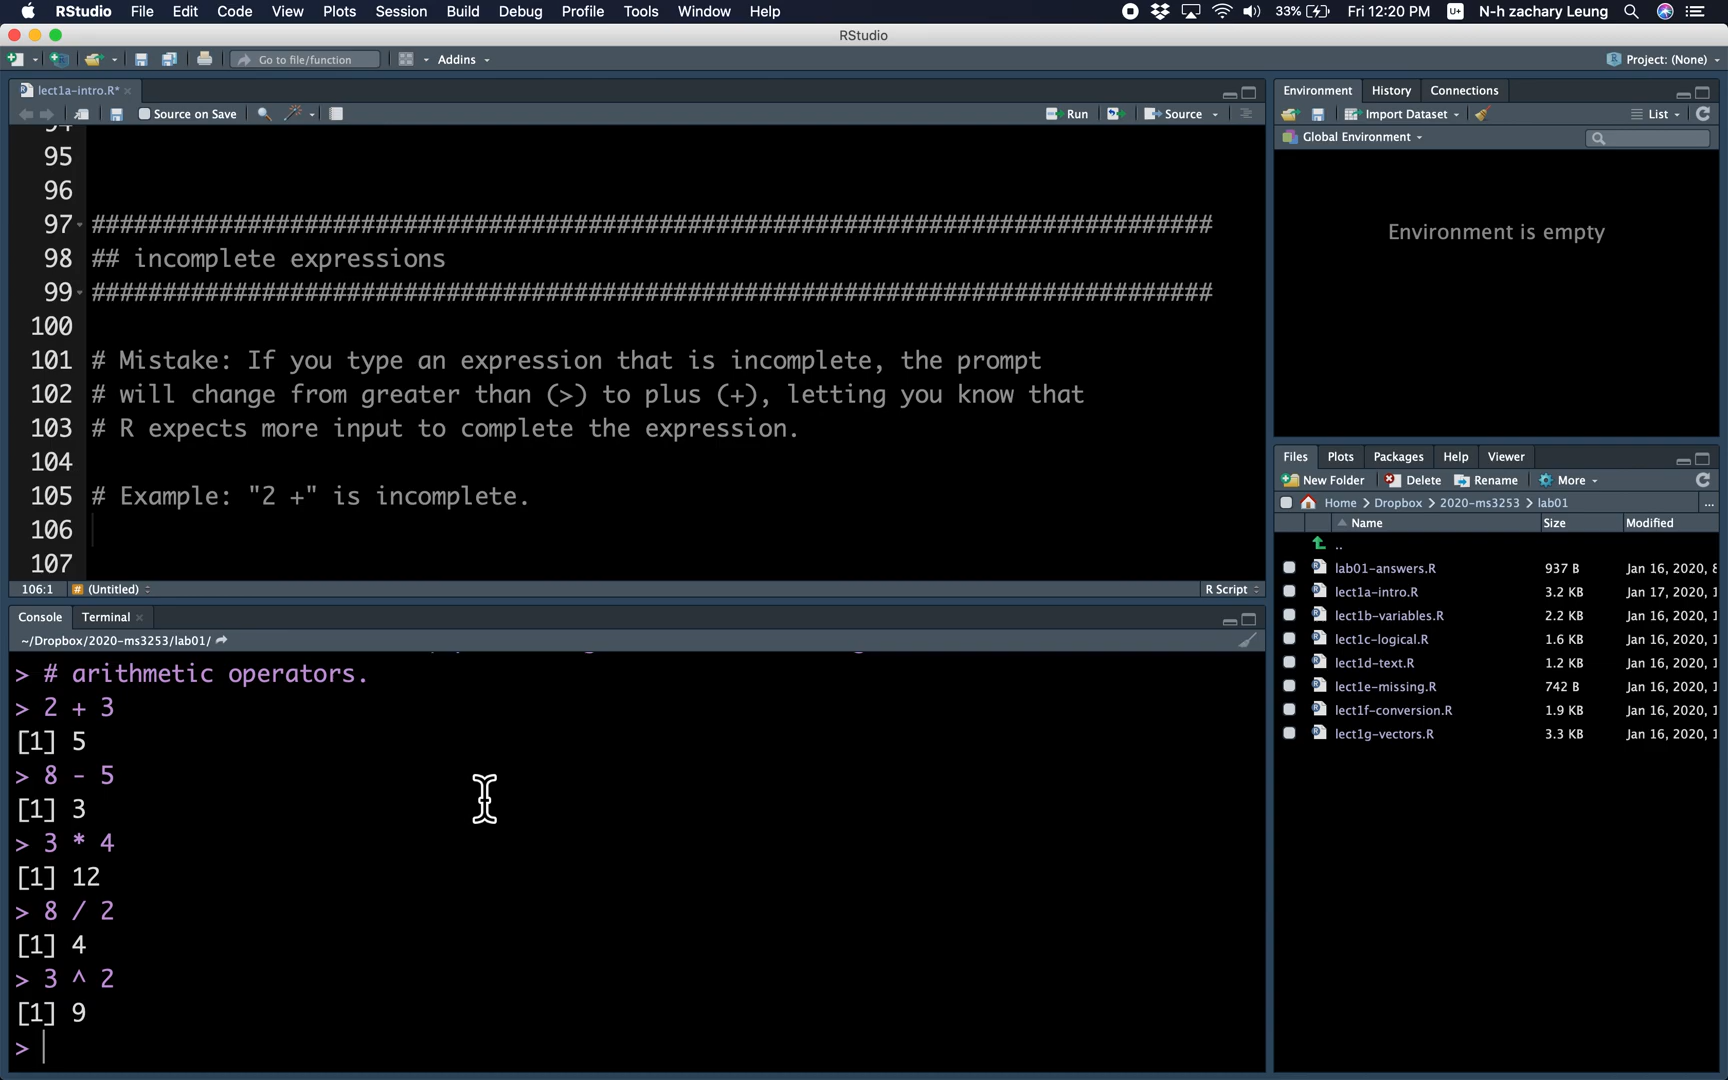 RStudio File Edit Code View Plots Session Build Debug Profile Tools Window Help 33% Fri 12:20 PM U+ N-h zachary Leung
RStudio
Go to file/function Addins Project: (None)
lect1a-intro.R*
Source on Save Run Source
95
96
97 ###############################################################################
98 ## incomplete expressions
99 ###############################################################################
100
101 # Mistake: If you type an expression that is incomplete, the prompt
102 # will change from greater than (>) to plus (+), letting you know that
103 # R expects more input to complete the expression.
104
105 # Example: "2 +" is incomplete.
106
107
106:1 # (Untitled) R Script
Console Terminal
~/Dropbox/2020-ms3253/lab01/
> # arithmetic operators.
> 2 + 3
[1] 5
> 8 - 5
[1] 3
> 3 * 4
[1] 12
> 8 / 2
[1] 4
> 3 ^ 2
[1] 9
>
Environment History Connections
Import Dataset List
Global Environment
Environment is empty
Files Plots Packages Help Viewer
New Folder Delete Rename More
Home > Dropbox > 2020-ms3253 > lab01 ...
Name Size Modified
..
lab01-answers.R 937 B Jan 16, 2020,
lect1a-intro.R 3.2 KB Jan 17, 2020, 1
lect1b-variables.R 2.2 KB Jan 16, 2020, 1
lect1c-logical.R 1.6 KB Jan 16, 2020, 1
lect1d-text.R 1.2 KB Jan 16, 2020, 1
lect1e-missing.R 742 B Jan 16, 2020, 1
lect1f-conversion.R 1.9 KB Jan 16, 2020, 1
lect1g-vectors.R 3.3 KB Jan 16, 2020, 1